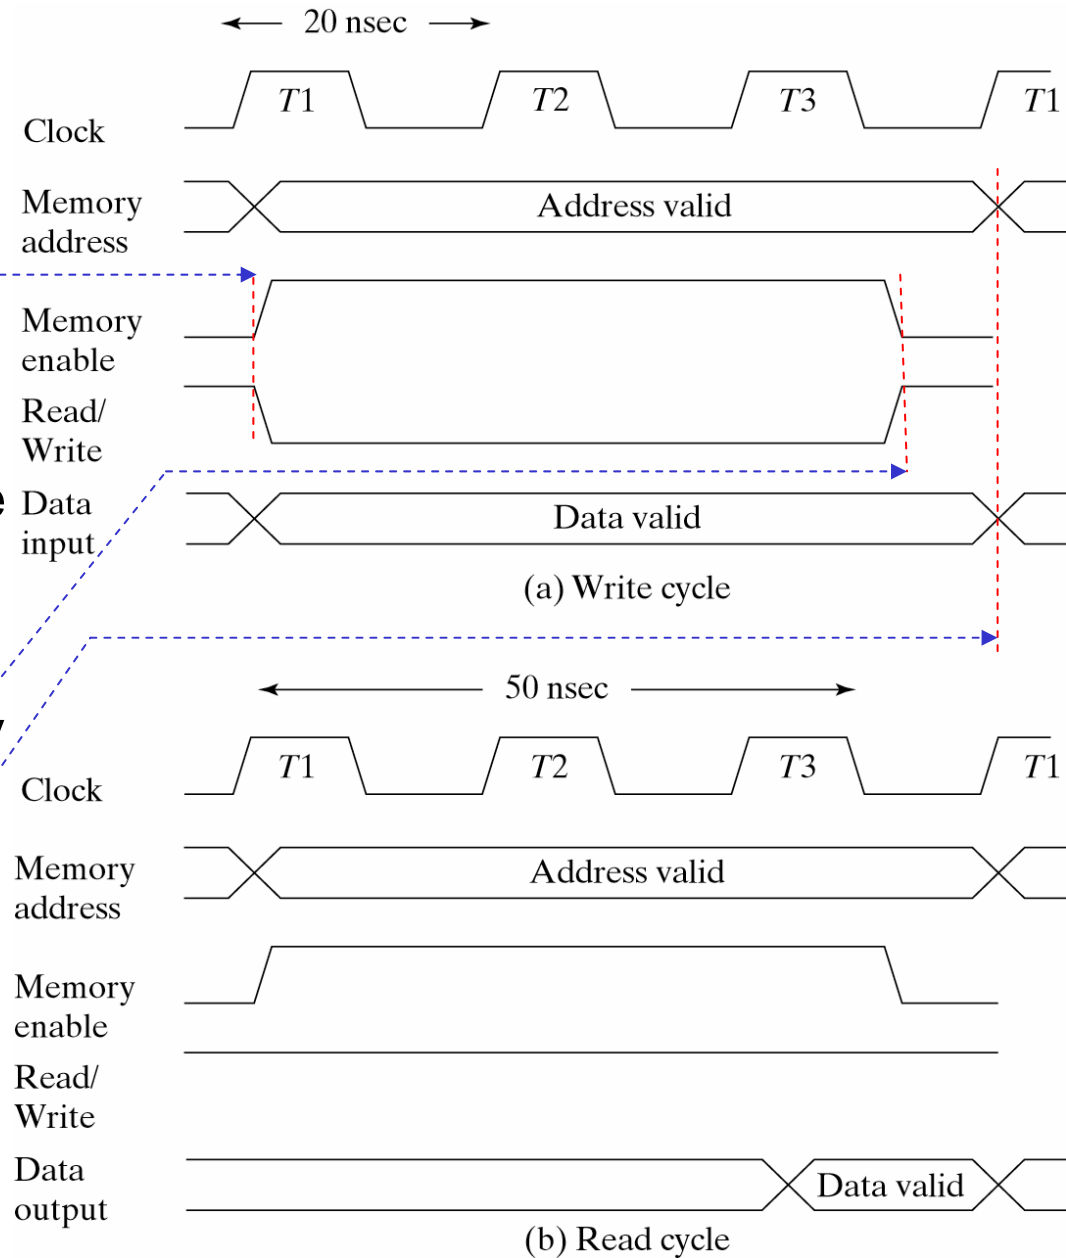 20 nsec
T1 T2 T3 T1
Clock
Address valid
Memory
address
Memory
enable
Read/
Write
Data
input
Data valid
(a) Write cycle
50 nsec
T1 T2 T3 T1
Clock
Address valid
Memory
address
Memory
enable
Read/
Write
Data
output
Data valid
(b) Read cycle